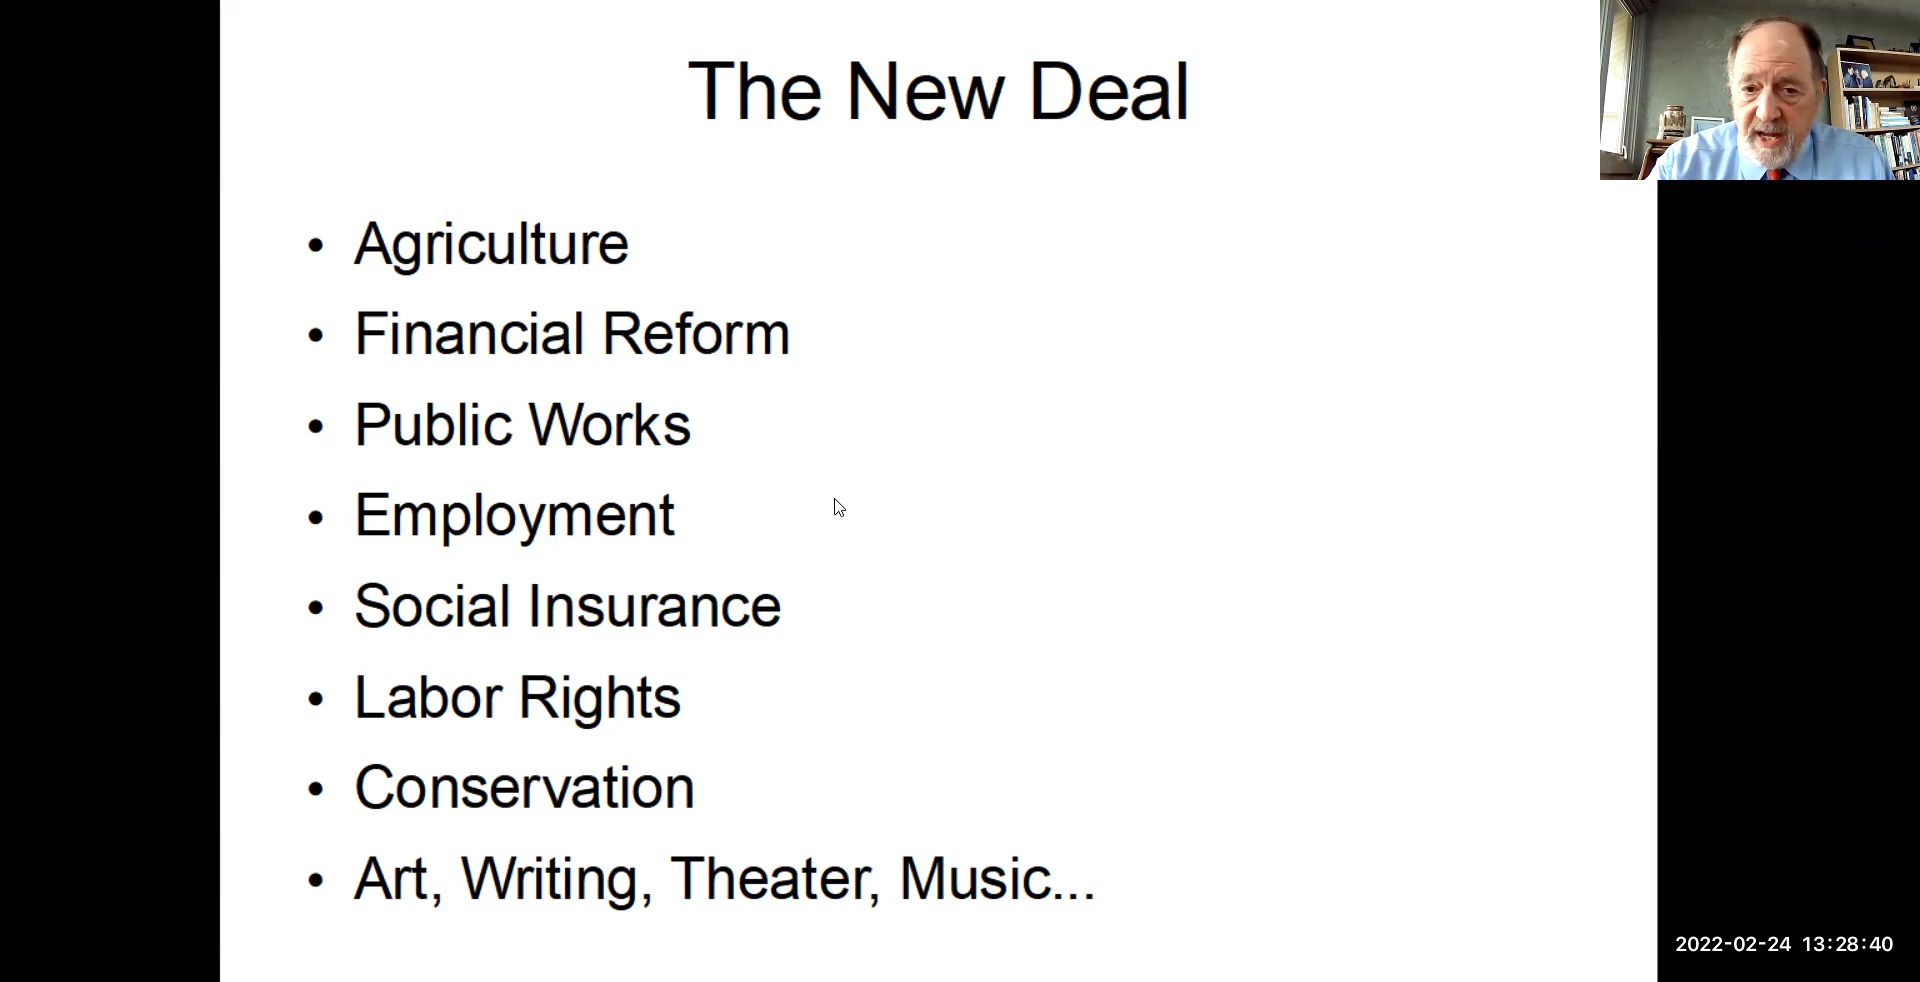 The New Deal
• Agriculture
• Financial Reform
• Public Works
• Employment
• Social Insurance
• Labor Rights
• Conservation
• Art, Writing, Theater, Music...
2022-02-24 13:28:40